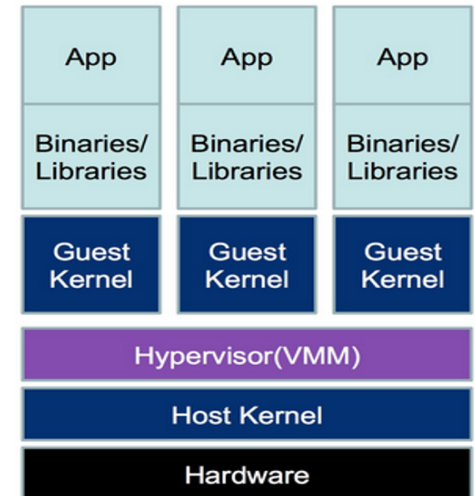 App App App
Binaries/ Binaries/ Binaries/
Libraries Libraries Libraries
Guest Guest Guest
Kernel Kernel Kernel
Hypervisor(VMM)
Host Kernel
Hardware